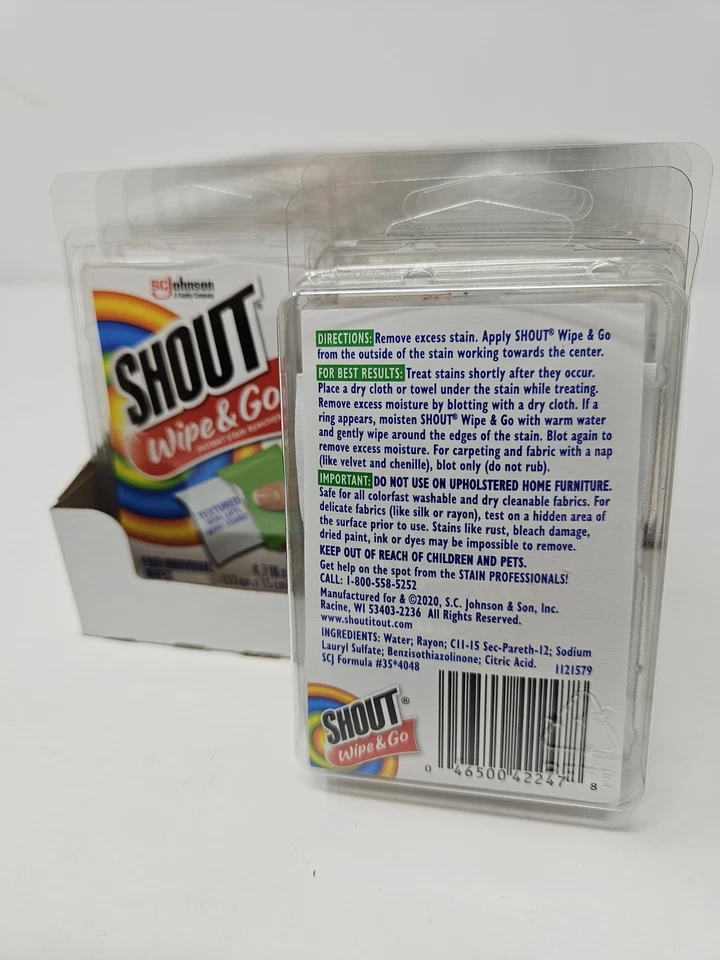 SC Johnson
A Family Company
SHOUT
Wipe & Go
INSTANT STAIN REMOVER
TEXTURED
DIRECTIONS: Remove excess stain. Apply SHOUT® Wipe & Go
from the outside of the stain working towards the center.
FOR BEST RESULTS: Treat stains shortly after they occur.
Place a dry cloth or towel under the stain while treating.
Remove excess moisture by blotting with a dry cloth. If a
ring appears, moisten SHOUT® Wipe & Go with warm water
and gently wipe around the edges of the stain. Blot again to
remove excess moisture. For carpeting and fabric with a nap
(like velvet and chenille), blot only (do not rub).
IMPORTANT: DO NOT USE ON UPHOLSTERED HOME FURNITURE.
Safe for all colorfast washable and dry cleanable fabrics. For
delicate fabrics (like silk or rayon), test on a hidden area of
the surface prior to use. Stains like rust, bleach damage,
dried paint, ink or dyes may be impossible to remove.
KEEP OUT OF REACH OF CHILDREN AND PETS.
Get help on the spot from the STAIN PROFESSIONALS!
CALL: 1-800-558-5252
Manufactured for & ©2020, S.C. Johnson & Son, Inc.
Racine, WI 53403-2236 All Rights Reserved.
www.shoutitout.com
INGREDIENTS: Water; Rayon; C11-15 Sec-Pareth-12; Sodium
Lauryl Sulfate; Benzisothiazolinone; Citric Acid. 1121579
SCJ Formula #35*4048
SHOUT®
Wipe & Go
0 46500 42247 8